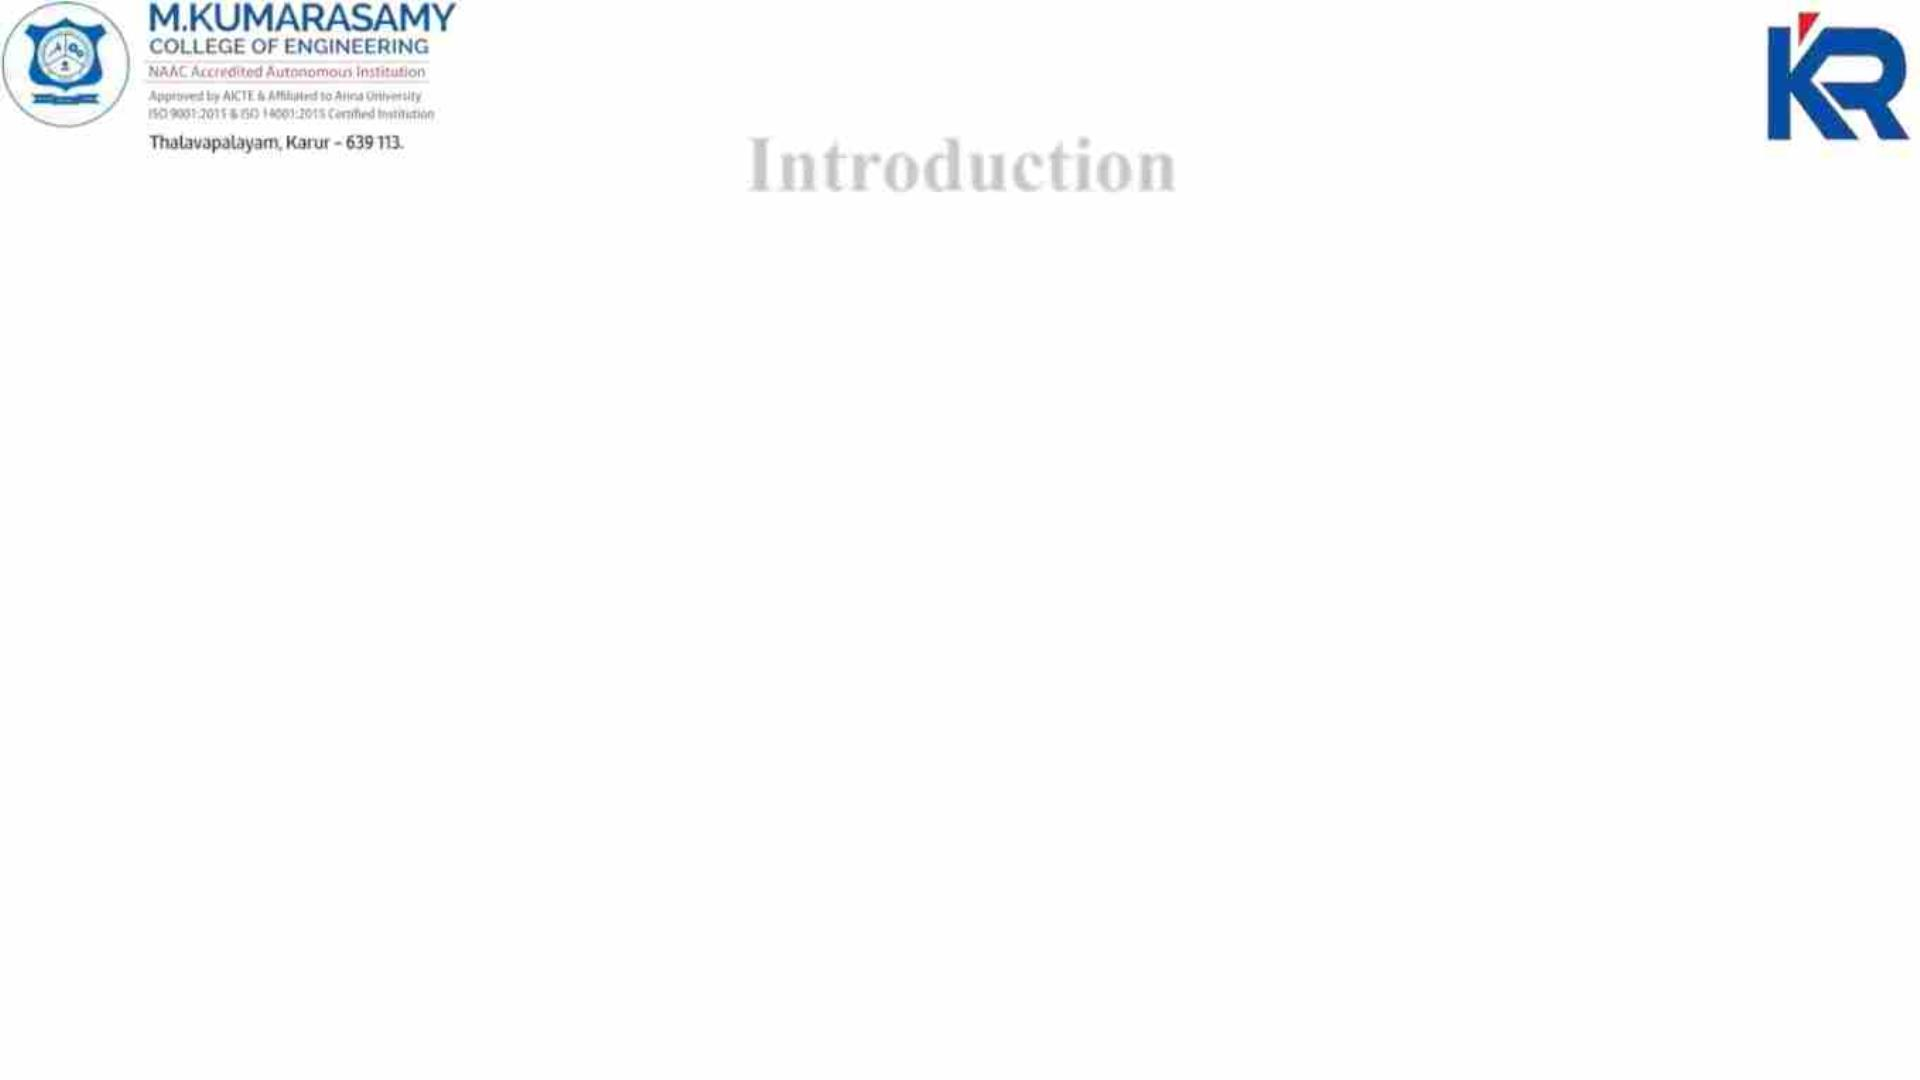 M.KUMARASAMY
COLLEGE OF ENGINEERING
NAAC Accredited Autonomous Institution
Approved by AICTE & Affiliated to Anna University
ISO 9001:2015 & ISO 14001:2015 Certified Institution
Thalavapalayam, Karur – 639 113.
KR
Introduction